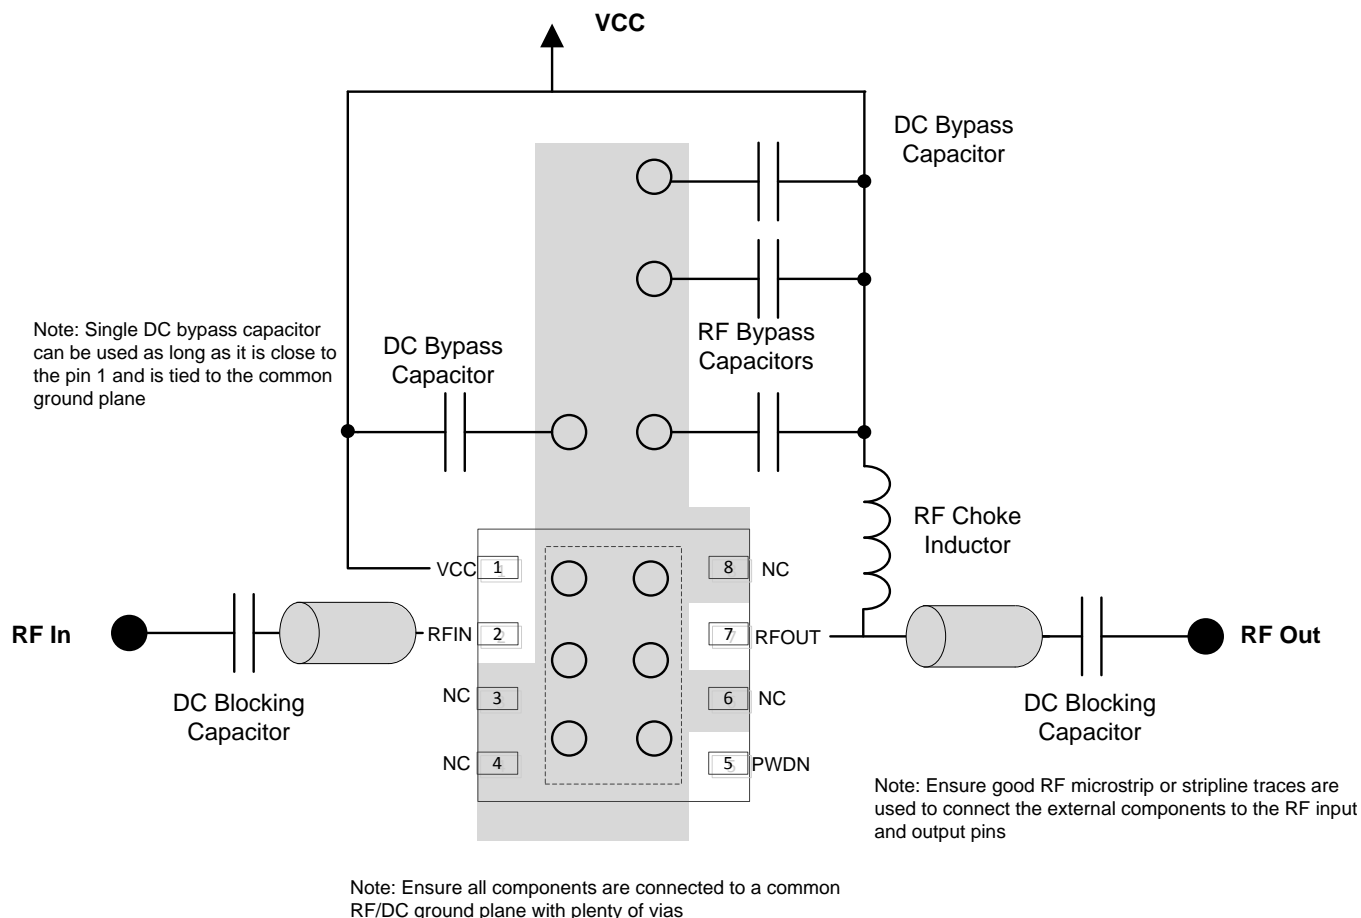 VCC
DC Bypass
Capacitor
Note: Single DC bypass capacitor
can be used as long as it is close to
the pin 1 and is tied to the common
ground plane
DC Bypass
Capacitor
RF Bypass
Capacitors
RF Choke
Inductor
VCC 1
8 NC
RF In
RFIN 2
7 RFOUT
RF Out
NC 3
6 NC
DC Blocking
Capacitor
DC Blocking
Capacitor
NC 4
5 PWDN
Note: Ensure good RF microstrip or stripline traces are
used to connect the external components to the RF input
and output pins
Note: Ensure all components are connected to a common
RF/DC ground plane with plenty of vias